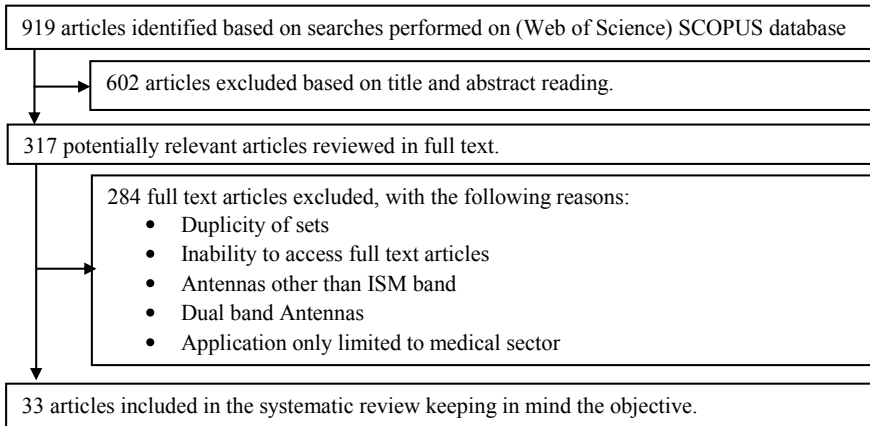 919 articles identified based on searches performed on (Web of Science) SCOPUS database
602 articles excluded based on title and abstract reading.
317 potentially relevant articles reviewed in full text.
284 full text articles excluded, with the following reasons:
• Duplicity of sets
• Inability to access full text articles
• Antennas other than ISM band
• Dual band Antennas
• Application only limited to medical sector
33 articles included in the systematic review keeping in mind the objective.